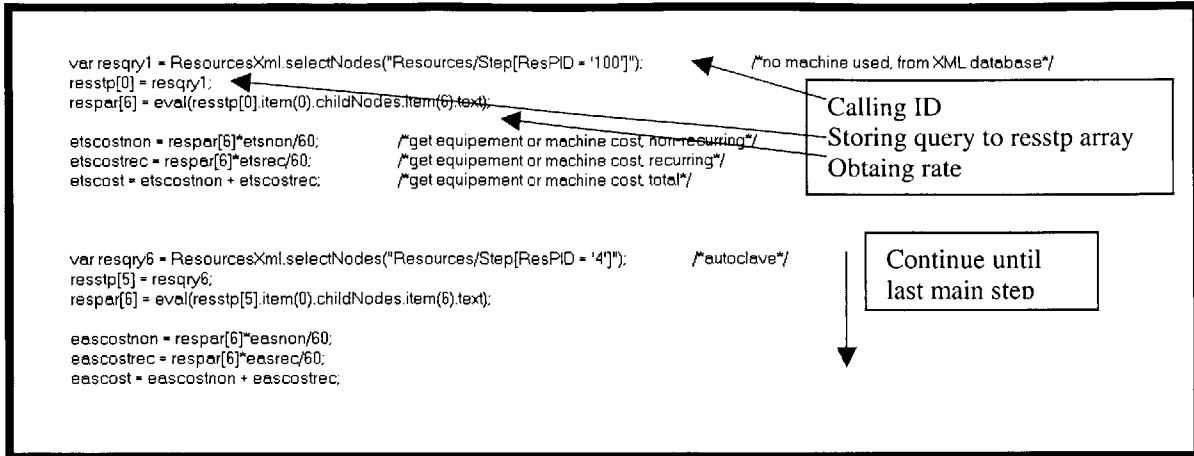 var resqry1 = ResourcesXml.selectNodes("Resources/Step[ResPID = '100']"); /*no machine used, from XML database*/
resstp[0] = resqry1;
respar[6] = eval(resstp[0].item(0).childNodes.item(6).text);
Calling ID
Storing query to resstp array
Obtaing rate
etscostnon = respar[6]*etsnon/60; /*get equipement or machine cost, non-recurring*/
etscostrec = respar[6]*etsrec/60; /*get equipement or machine cost, recurring*/
etscost = etscostnon + etscostrec; /*get equipement or machine cost, total*/
var resqry6 = ResourcesXml.selectNodes("Resources/Step[ResPID = '4']"); /*autoclave*/
resstp[5] = resqry6;
respar[6] = eval(resstp[5].item(0).childNodes.item(6).text);
Continue until
last main step
eascostnon = respar[6]*easnon/60;
eascostrec = respar[6]*easrec/60;
eascost = eascostnon + eascostrec;